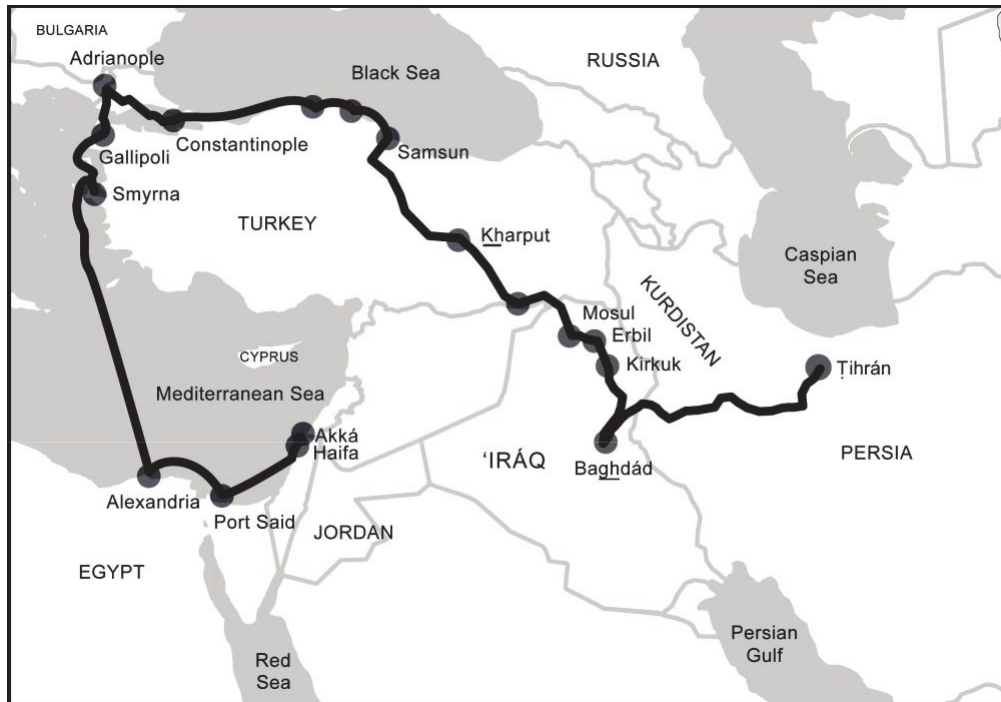 BULGARIA
Adrianople
Black Sea
RUSSIA
Constantinople
Gallipoli
Samsun
Smyrna
TURKEY
Kharput
Caspian
Sea
KURDISTAN
Mosul
Erbil
Kirkuk
Ṭihrán
CYPRUS
Mediterranean Sea
Akká
Haifa
'IRÁQ
Baghdád
PERSIA
Alexandria
Port Said
JORDAN
EGYPT
Persian
Gulf
Red
Sea